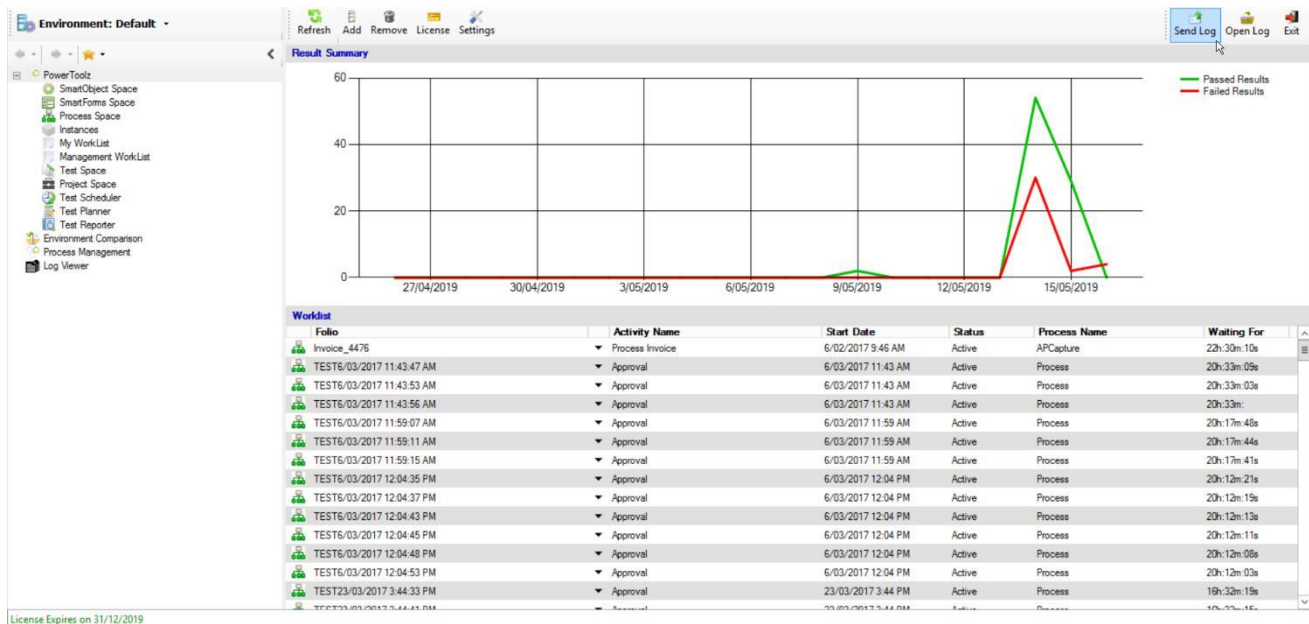 Environment: Default
Refresh Add Remove License Settings
Send Log Open Log Exit
Result Summary
PowerToolz
SmartObject Space
SmartForms Space
Process Space
Instances
My WorkList
Management WorkList
Test Space
Project Space
Test Scheduler
Test Planner
Test Reporter
Environment Comparison
Process Management
Log Viewer
60
40
20
0
27/04/2019 30/04/2019 3/05/2019 6/05/2019 9/05/2019 12/05/2019 15/05/2019
Passed Results
Failed Results
Worklist
Folio Activity Name Start Date Status Process Name Waiting For
Invoice_4476 Process Invoice 6/02/2017 9:46 AM Active APCapture 22h:30m:10s
TEST6/03/2017 11:43:47 AM Approval 6/03/2017 11:43 AM Active Process 20h:33m:09s
TEST6/03/2017 11:43:53 AM Approval 6/03/2017 11:43 AM Active Process 20h:33m:03s
TEST6/03/2017 11:43:56 AM Approval 6/03/2017 11:43 AM Active Process 20h:33m:
TEST6/03/2017 11:59:07 AM Approval 6/03/2017 11:59 AM Active Process 20h:17m:48s
TEST6/03/2017 11:59:11 AM Approval 6/03/2017 11:59 AM Active Process 20h:17m:44s
TEST6/03/2017 11:59:15 AM Approval 6/03/2017 11:59 AM Active Process 20h:17m:41s
TEST6/03/2017 12:04:35 PM Approval 6/03/2017 12:04 PM Active Process 20h:12m:21s
TEST6/03/2017 12:04:37 PM Approval 6/03/2017 12:04 PM Active Process 20h:12m:19s
TEST6/03/2017 12:04:43 PM Approval 6/03/2017 12:04 PM Active Process 20h:12m:13s
TEST6/03/2017 12:04:45 PM Approval 6/03/2017 12:04 PM Active Process 20h:12m:11s
TEST6/03/2017 12:04:48 PM Approval 6/03/2017 12:04 PM Active Process 20h:12m:08s
TEST6/03/2017 12:04:53 PM Approval 6/03/2017 12:04 PM Active Process 20h:12m:03s
TEST23/03/2017 3:44:33 PM Approval 23/03/2017 3:44 PM Active Process 16h:32m:19s
License Expires on 31/12/2019